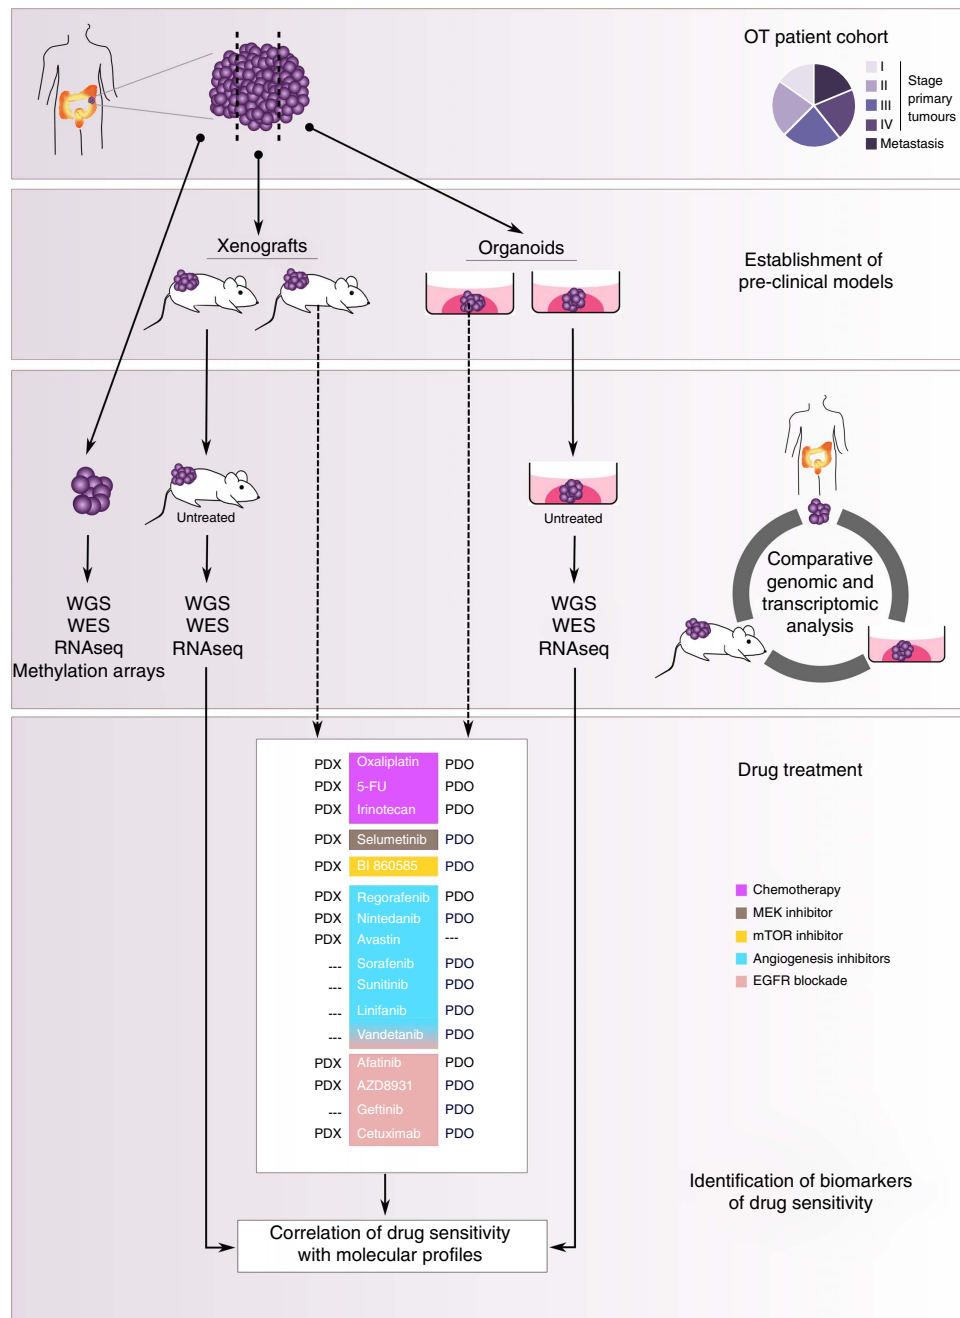 OT patient cohort
I
II
III
IV
Metastasis
Stage
primary
tumours
Xenografts
Organoids
Establishment of
pre-clinical models
Untreated
Untreated
WGS
WES
RNAseq
Methylation arrays
WGS
WES
RNAseq
WGS
WES
RNAseq
Comparative
genomic and
transcriptomic
analysis
Drug treatment
PDX Oxaliplatin PDO
PDX 5-FU PDO
PDX Irinotecan PDO
PDX Selumetinib PDO
PDX BI 860585 PDO
PDX Regorafenib PDO
PDX Nintedanib PDO
PDX Avastin ---
--- Sorafenib PDO
--- Sunitinib PDO
--- Linifanib PDO
--- Vandetanib PDO
PDX Afatinib PDO
PDX AZD8931 PDO
--- Geftinib PDO
PDX Cetuximab PDO
Chemotherapy
MEK inhibitor
mTOR inhibitor
Angiogenesis inhibitors
EGFR blockade
Identification of biomarkers
of drug sensitivity
Correlation of drug sensitivity
with molecular profiles